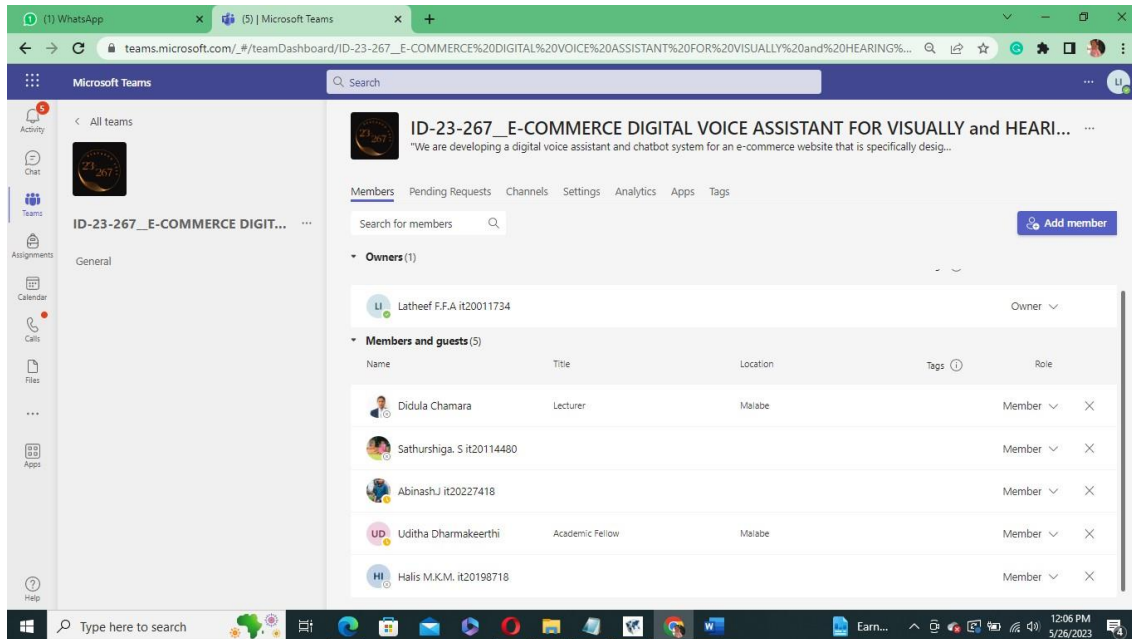 (1) WhatsApp
(5) | Microsoft Teams
teams.microsoft.com/_#/teamDashboard/ID-23-267__E-COMMERCE%20DIGITAL%20VOICE%20ASSISTANT%20FOR%20VISUALLY%20and%20HEARING%...
Microsoft Teams
Search
LI
5
Activity
Chat
Teams
Assignments
Calendar
Calls
Files
Apps
Help
All teams
23_267
ID-23-267__E-COMMERCE DIGIT... ...
General
23_267
ID-23-267__E-COMMERCE DIGITAL VOICE ASSISTANT FOR VISUALLY and HEARI... ...
"We are developing a digital voice assistant and chatbot system for an e-commerce website that is specifically desig...
Members Pending Requests Channels Settings Analytics Apps Tags
Search for members
Add member
Owners (1)
LI Latheef F.F.A it20011734 Owner
Members and guests (5)
Name Title Location Tags Role
Didula Chamara Lecturer Malabe Member
Sathurshiga. S it20114480 Member
Abinash.J it20227418 Member
UD Uditha Dharmakeerthi Academic Fellow Malabe Member
HI Halis M.K.M. it20198718 Member
Type here to search
W
Earn...
12:06 PM
5/26/2023
4